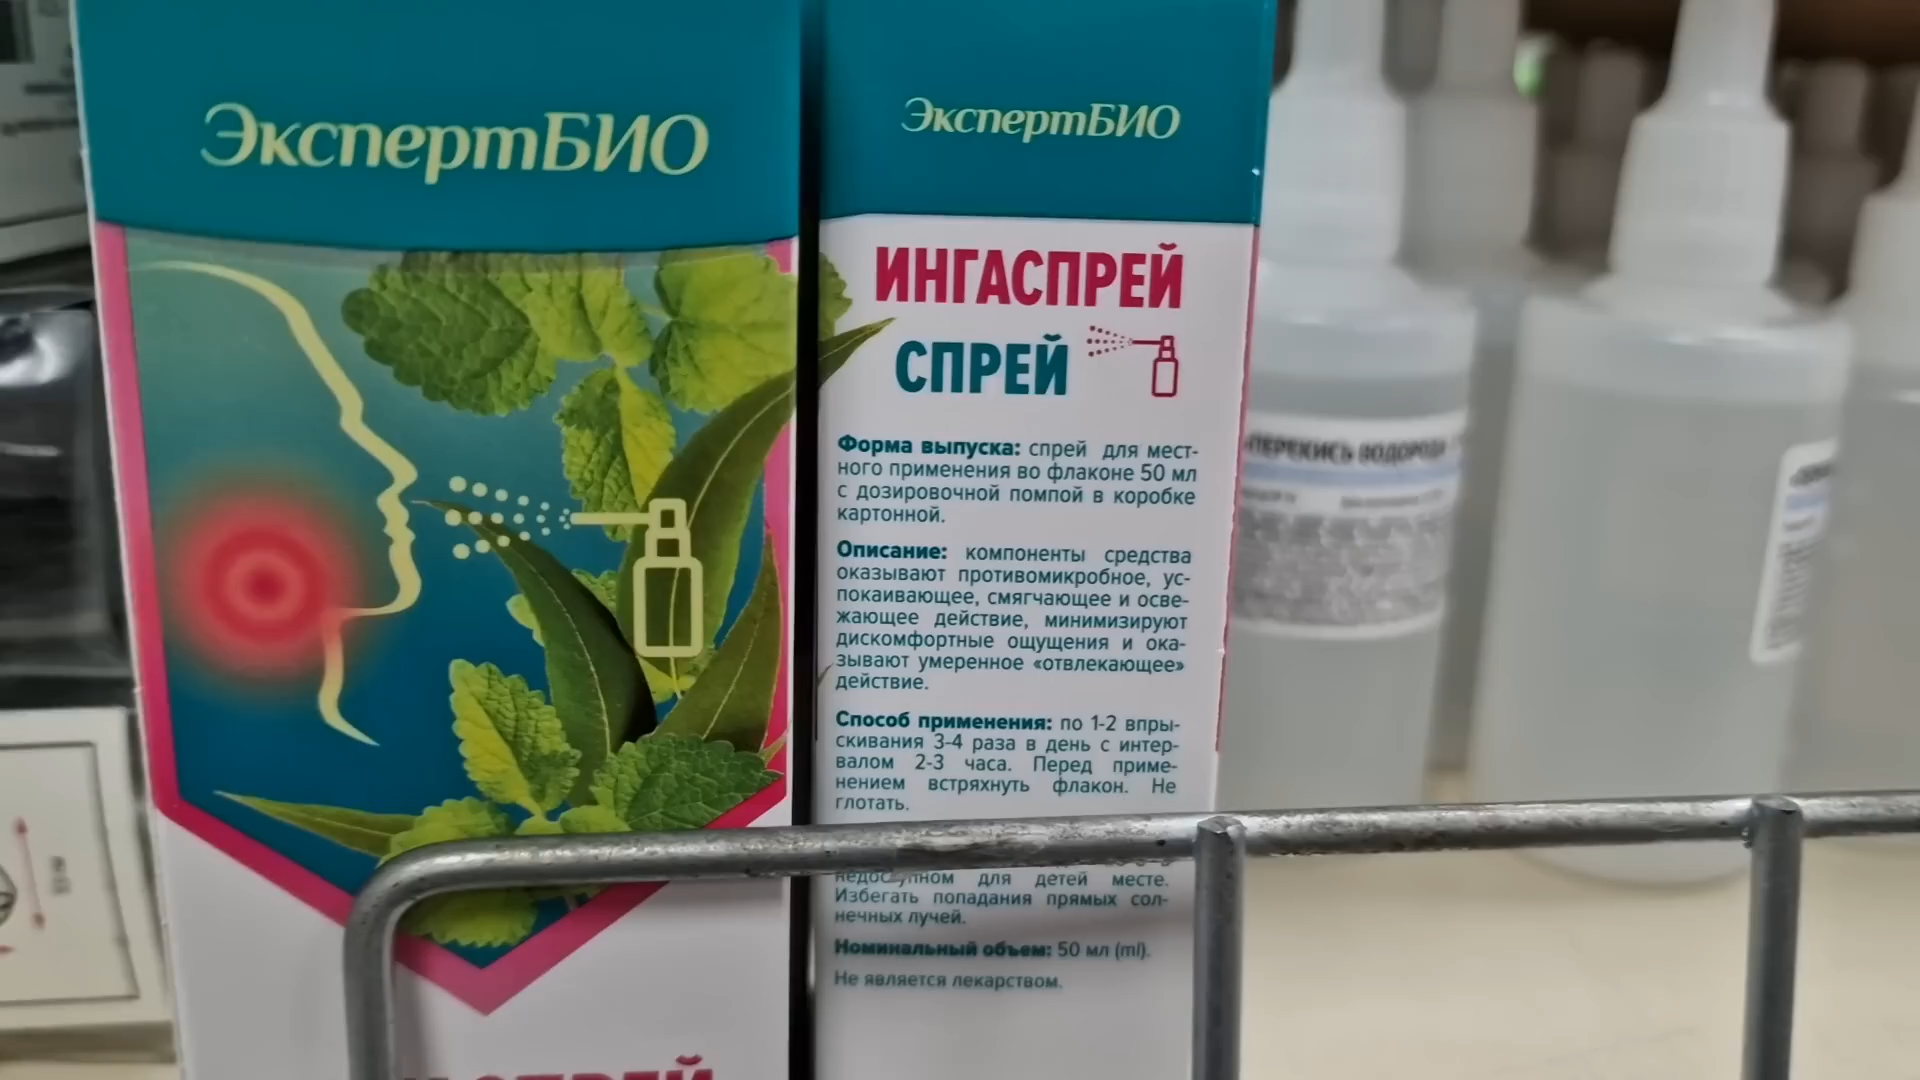 ЭкспертБИО
ЭкспертБИО
ИНГАСПРЕЙ
СПРЕЙ
Форма выпуска: спрей для мест-
ного применения во флаконе 50 мл
с дозировочной помпой в коробке
картонной.
Описание: компоненты средства
оказывают противомикробное, ус-
покаивающее, смягчающее и осве-
жающее действие, минимизируют
дискомфортные ощущения и ока-
зывают умеренное «отвлекающее»
действие.
Способ применения: по 1-2 впры-
скивания 3-4 раза в день с интер-
валом 2-3 часа. Перед приме-
нением встряхнуть флакон. Не
глотать.
недоступном для детей месте.
Избегать попадания прямых сол-
нечных лучей.
Номинальный объем: 50 мл (ml).
Не является лекарством.
ПЕРЕКИСЬ ВОДОРОДА